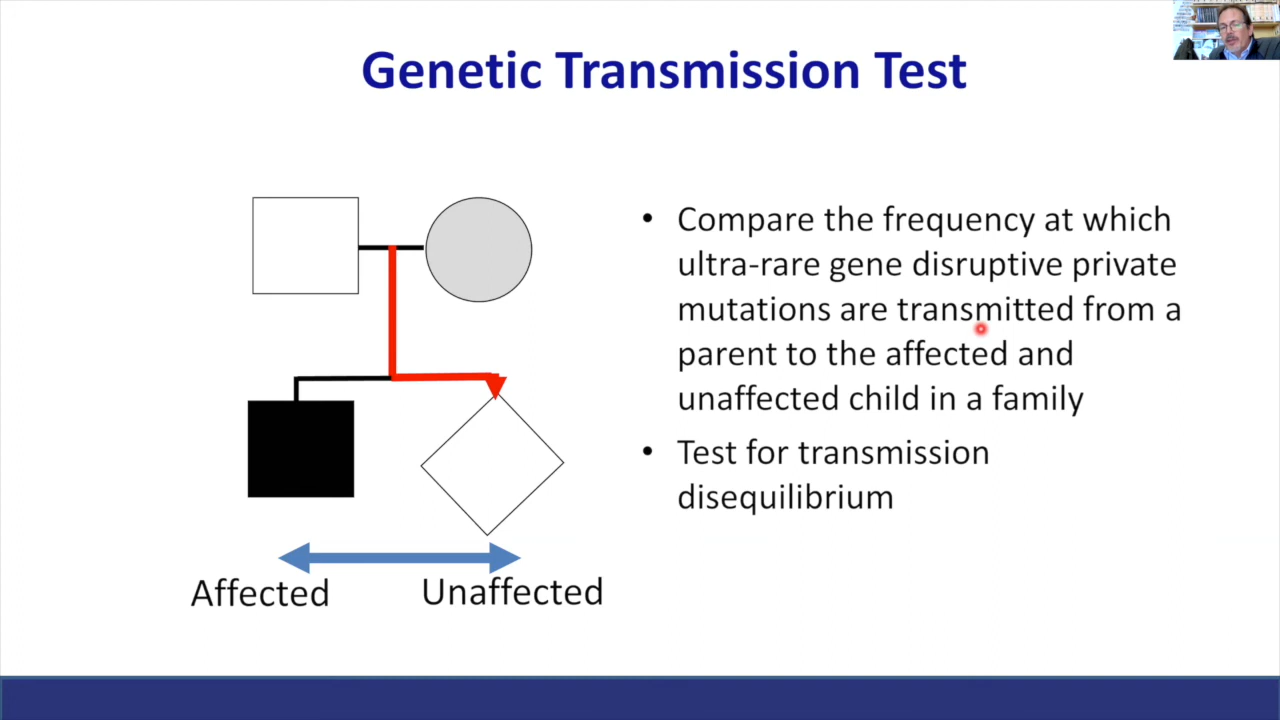 Genetic Transmission Test
• Compare the frequency at which
ultra-rare gene disruptive private
mutations are transmitted from a
parent to the affected and
unaffected child in a family
• Test for transmission
disequilibrium
Affected
Unaffected